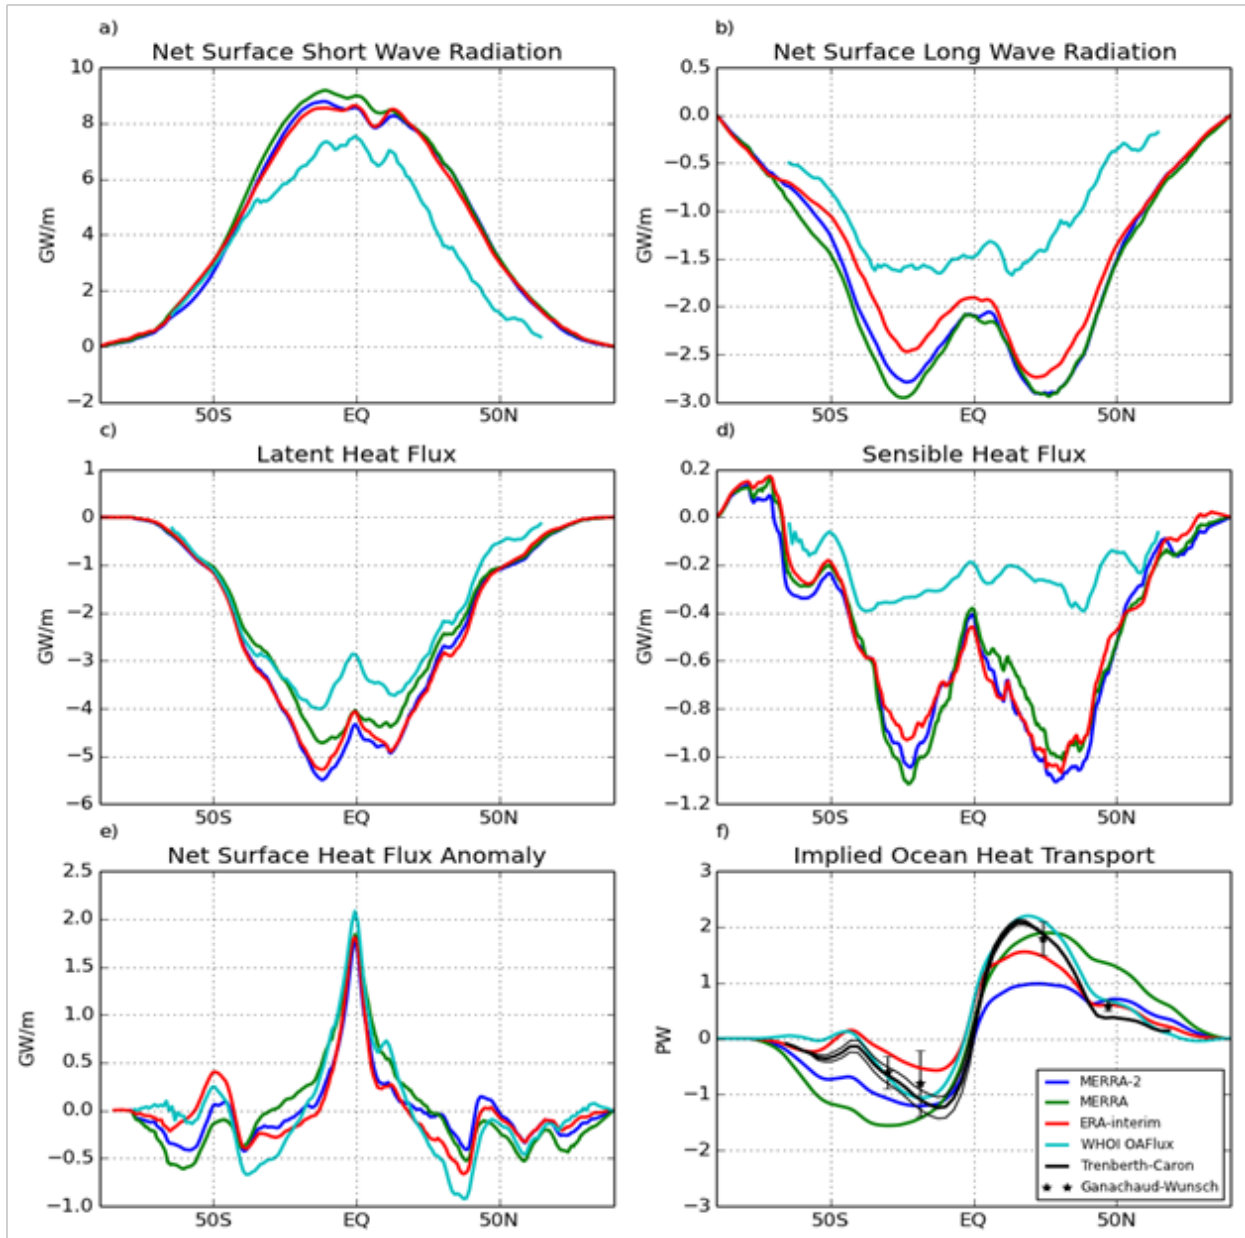 a)
Net Surface Short Wave Radiation
10
8
6
4
2
0
−2
GW/m
50S EQ 50N
b)
Net Surface Long Wave Radiation
0.5
0.0
−0.5
−1.0
−1.5
−2.0
−2.5
−3.0
GW/m
50S EQ 50N
c)
Latent Heat Flux
1
0
−1
−2
−3
−4
−5
−6
GW/m
50S EQ 50N
d)
Sensible Heat Flux
0.2
0.0
−0.2
−0.4
−0.6
−0.8
−1.0
−1.2
GW/m
50S EQ 50N
e)
Net Surface Heat Flux Anomaly
2.5
2.0
1.5
1.0
0.5
0.0
−0.5
−1.0
GW/m
50S EQ 50N
f)
Implied Ocean Heat Transport
3
2
1
0
−1
−2
−3
PW
50S EQ 50N
MERRA-2
MERRA
ERA-interim
WHOI OAFlux
Trenberth-Caron
Ganachaud-Wunsch